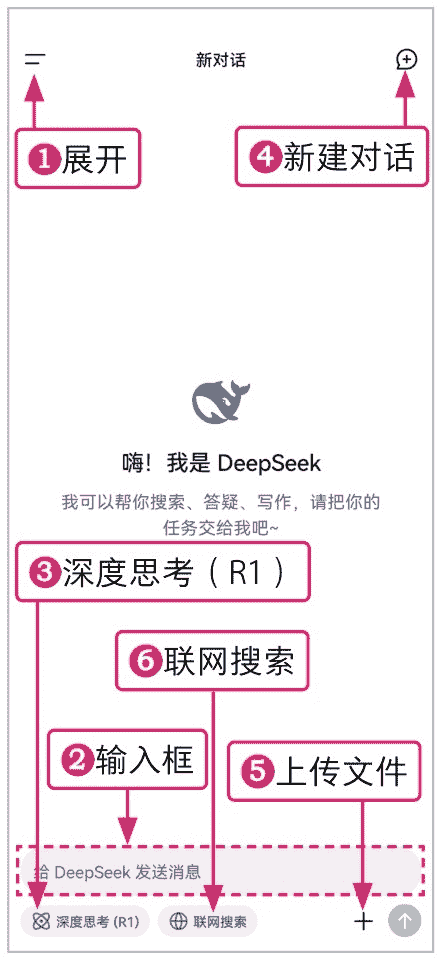 新对话
❶展开
❹新建对话
嗨！我是 DeepSeek
我可以帮你搜索、答疑、写作，请把你的
任务交给我吧~
❸深度思考（R1）
❻联网搜索
❷输入框
❺上传文件
给 DeepSeek 发送消息
深度思考 (R1)
联网搜索